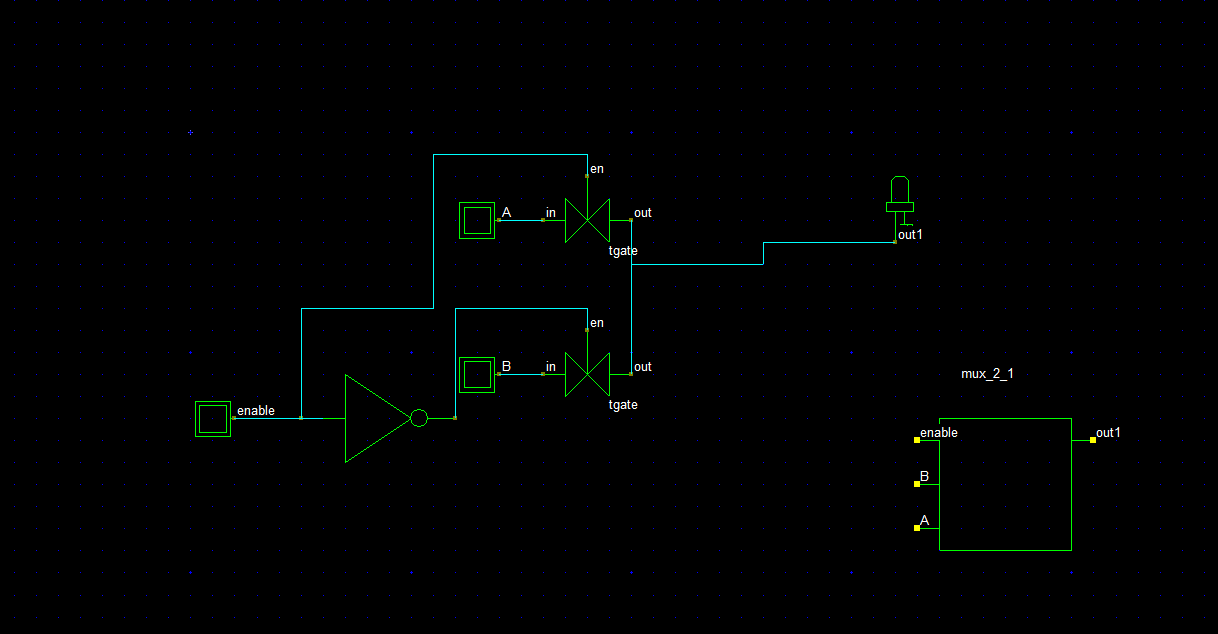 en
A
in
out
tgate
out1
en
B
in
out
tgate
enable
mux_2_1
enable
out1
B
A